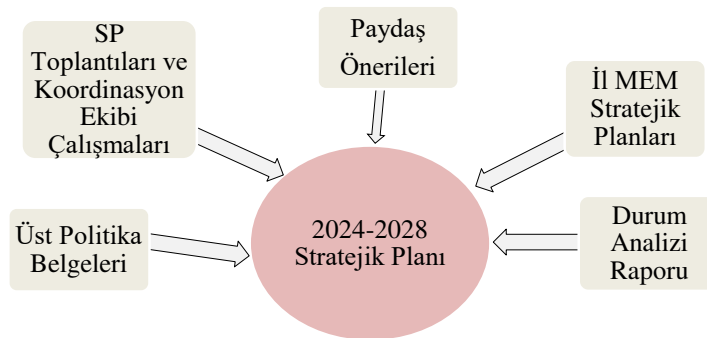 SP
Toplantıları ve
Koordinasyon
Ekibi
Çalışmaları
Paydaş
Önerileri
İl MEM
Stratejik
Planları
Üst Politika
Belgeleri
2024-2028
Stratejik Planı
Durum
Analizi
Raporu